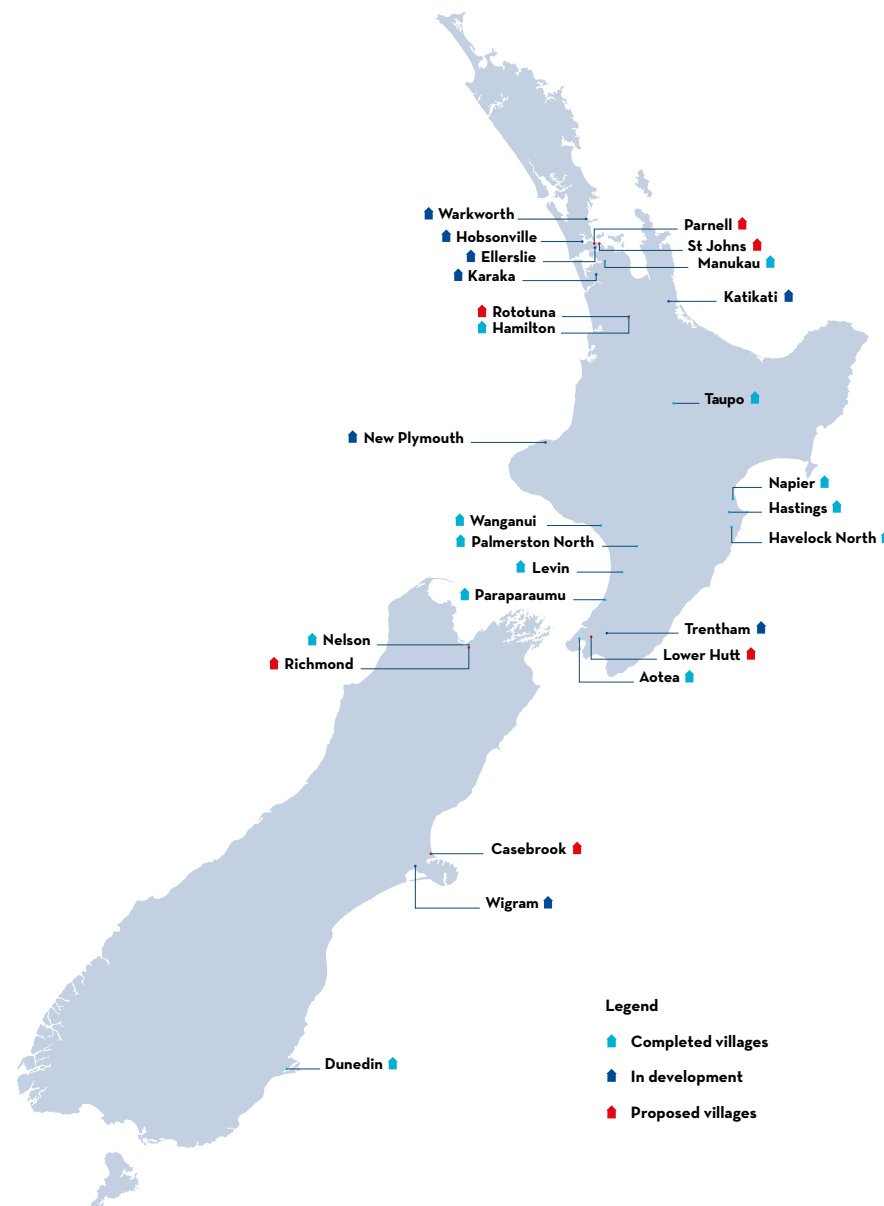 Warkworth
Parnell
Hobsonville
St Johns
Ellerslie
Manukau
Karaka
Katikati
Rototuna
Hamilton
Taupo
New Plymouth
Napier
Hastings
Wanganui
Havelock North
Palmerston North
Levin
Paraparaumu
Trentham
Nelson
Lower Hutt
Richmond
Aotea
Casebrook
Wigram
Legend
Completed villages
Dunedin
In development
Proposed villages